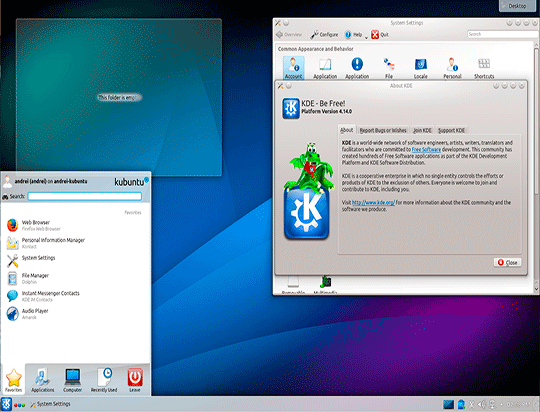 Desktop
System Settings
Overview
Configure
Help
Quit
Search
Common Appearance and Behavior
Account
Application
Application
File
Locale
Personal
Shortcuts
About KDE
KDE - Be Free!
Platform Version 4.14.0
About
Report Bugs or Wishes
Join KDE
Support KDE
KDE is a world-wide network of software engineers, artists, writers, translators and
facilitators who are committed to Free Software development. This community has
created hundreds of Free Software applications as part of the KDE Development
Platform and KDE Software Distribution.
KDE is a cooperative enterprise in which no single entity controls the efforts or
products of KDE to the exclusion of others. Everyone is welcome to join and
contribute to KDE, including you.
Visit http://www.kde.org/ for more information about the KDE community and the
software we produce.
Close
Removable
Multimedia
This folder is empty.
andrei (andrei) on andrei-kubuntu
kubuntu
Search:
Favorites
Web Browser
Firefox Web Browser
Personal Information Manager
Kontact
System Settings
File Manager
Dolphin
Instant Messenger Contacts
KDE IM Contacts
Audio Player
Amarok
Favorites
Applications
Computer
Recently Used
Leave
System Settings